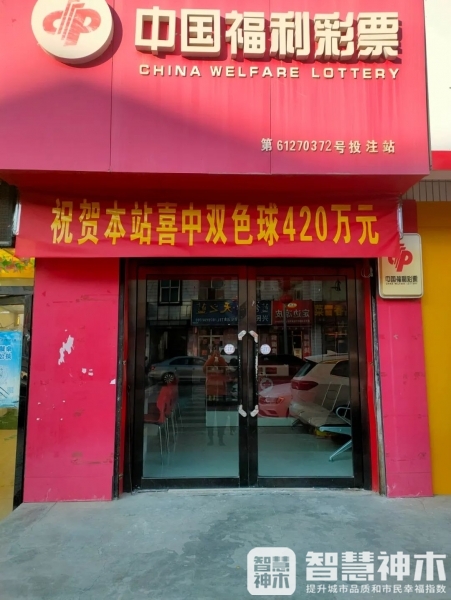 中国福利彩票
CHINA WELFARE LOTTERY
第61270372号投注站
祝贺本站喜中双色球420万元
中国福利彩票
智慧神木
智慧神木
提升城市品质和市民幸福指数